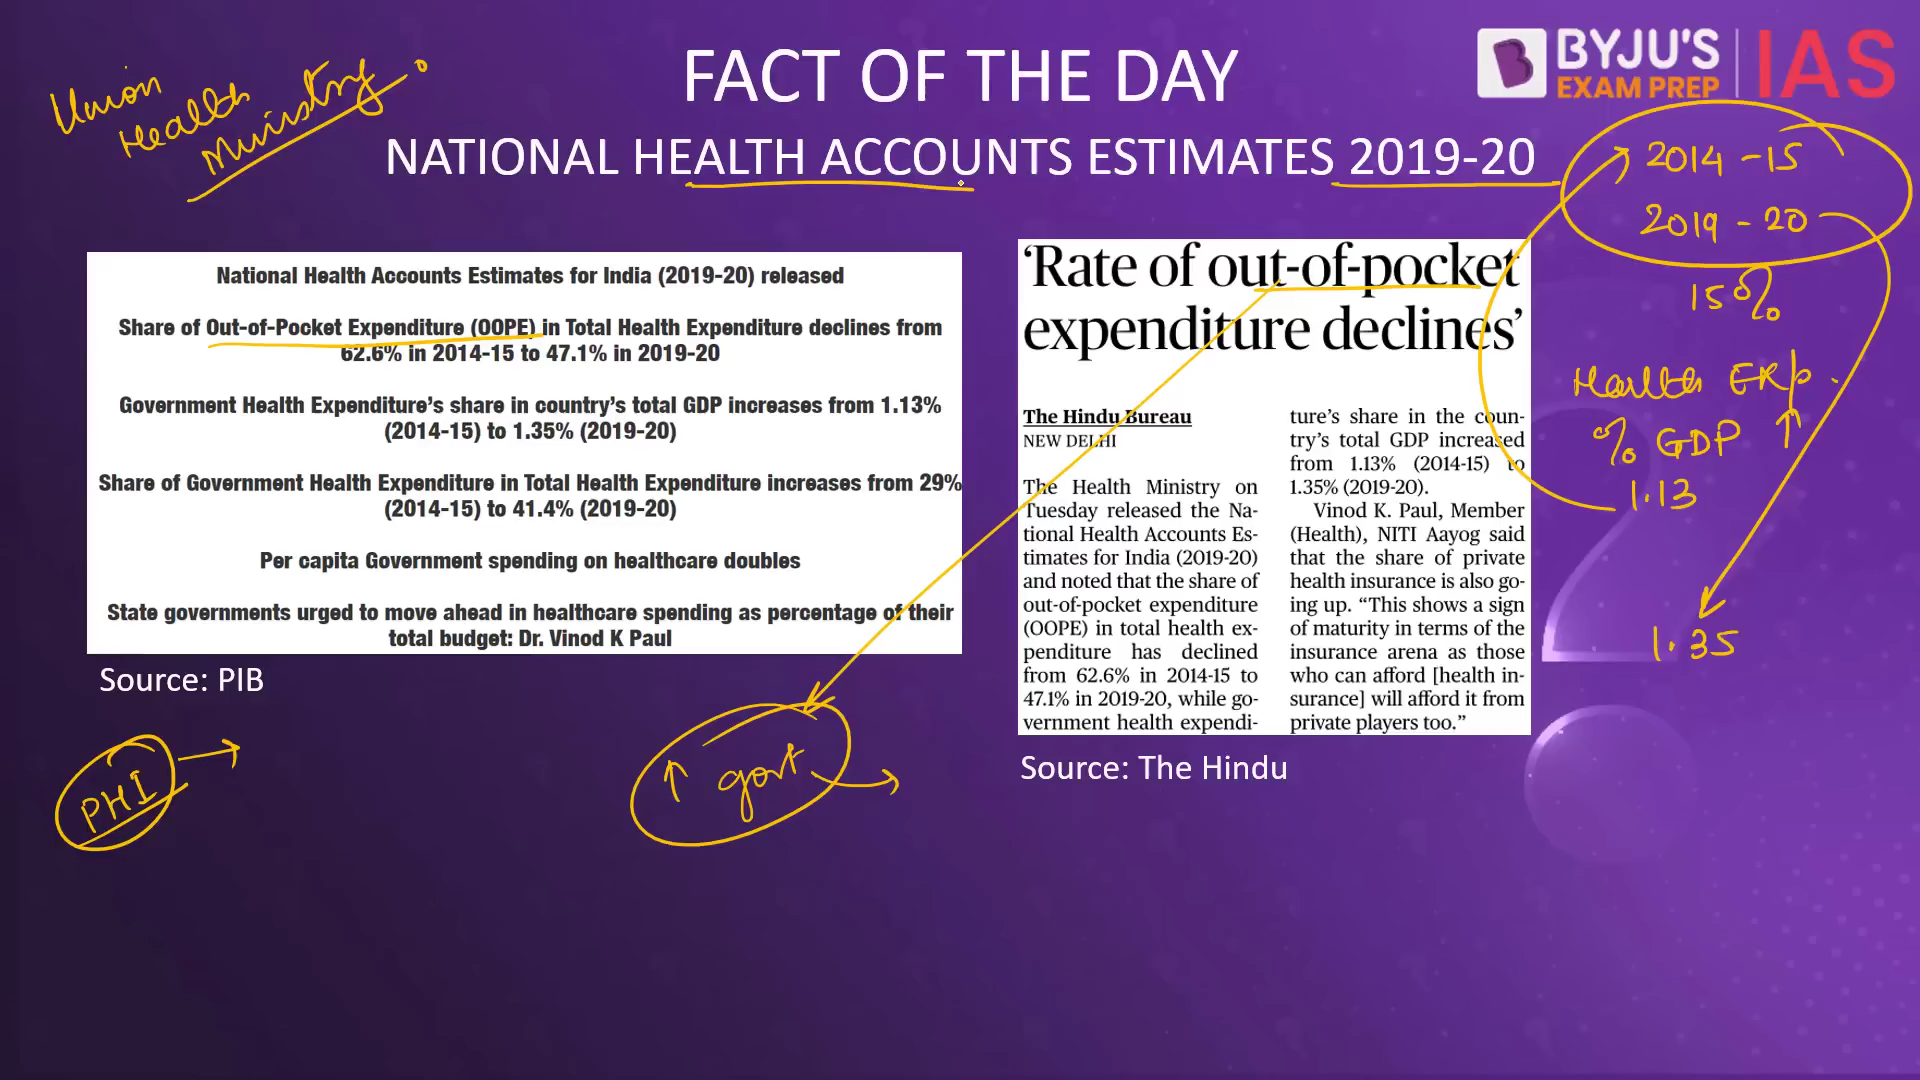 FACT OF THE DAY
BYJU'S
EXAM PREP
IAS
NATIONAL HEALTH ACCOUNTS ESTIMATES 2019-20
Union
Health
Ministry
2014-15
2019-20
15%
Health EXp.
% GDP ↑
1.13
1.35
National Health Accounts Estimates for India (2019-20) released
Share of Out-of-Pocket Expenditure (OOPE) in Total Health Expenditure declines from
62.6% in 2014-15 to 47.1% in 2019-20
Government Health Expenditure's share in country's total GDP increases from 1.13%
(2014-15) to 1.35% (2019-20)
Share of Government Health Expenditure in Total Health Expenditure increases from 29%
(2014-15) to 41.4% (2019-20)
Per capita Government spending on healthcare doubles
State governments urged to move ahead in healthcare spending as percentage of their
total budget: Dr. Vinod K Paul
Source: PIB
PHI
↑ govt
'Rate of out-of-pocket
expenditure declines'
The Hindu Bureau
NEW DELHI
The Health Ministry on
Tuesday released the Na-
tional Health Accounts Es-
timates for India (2019-20)
and noted that the share of
out-of-pocket expenditure
(OOPE) in total health ex-
penditure has declined
from 62.6% in 2014-15 to
47.1% in 2019-20, while go-
vernment health expendi-
ture's share in the coun-
try's total GDP increased
from 1.13% (2014-15) to
1.35% (2019-20).
Vinod K. Paul, Member
(Health), NITI Aayog said
that the share of private
health insurance is also go-
ing up. "This shows a sign
of maturity in terms of the
insurance arena as those
who can afford [health in-
surance] will afford it from
private players too."
Source: The Hindu